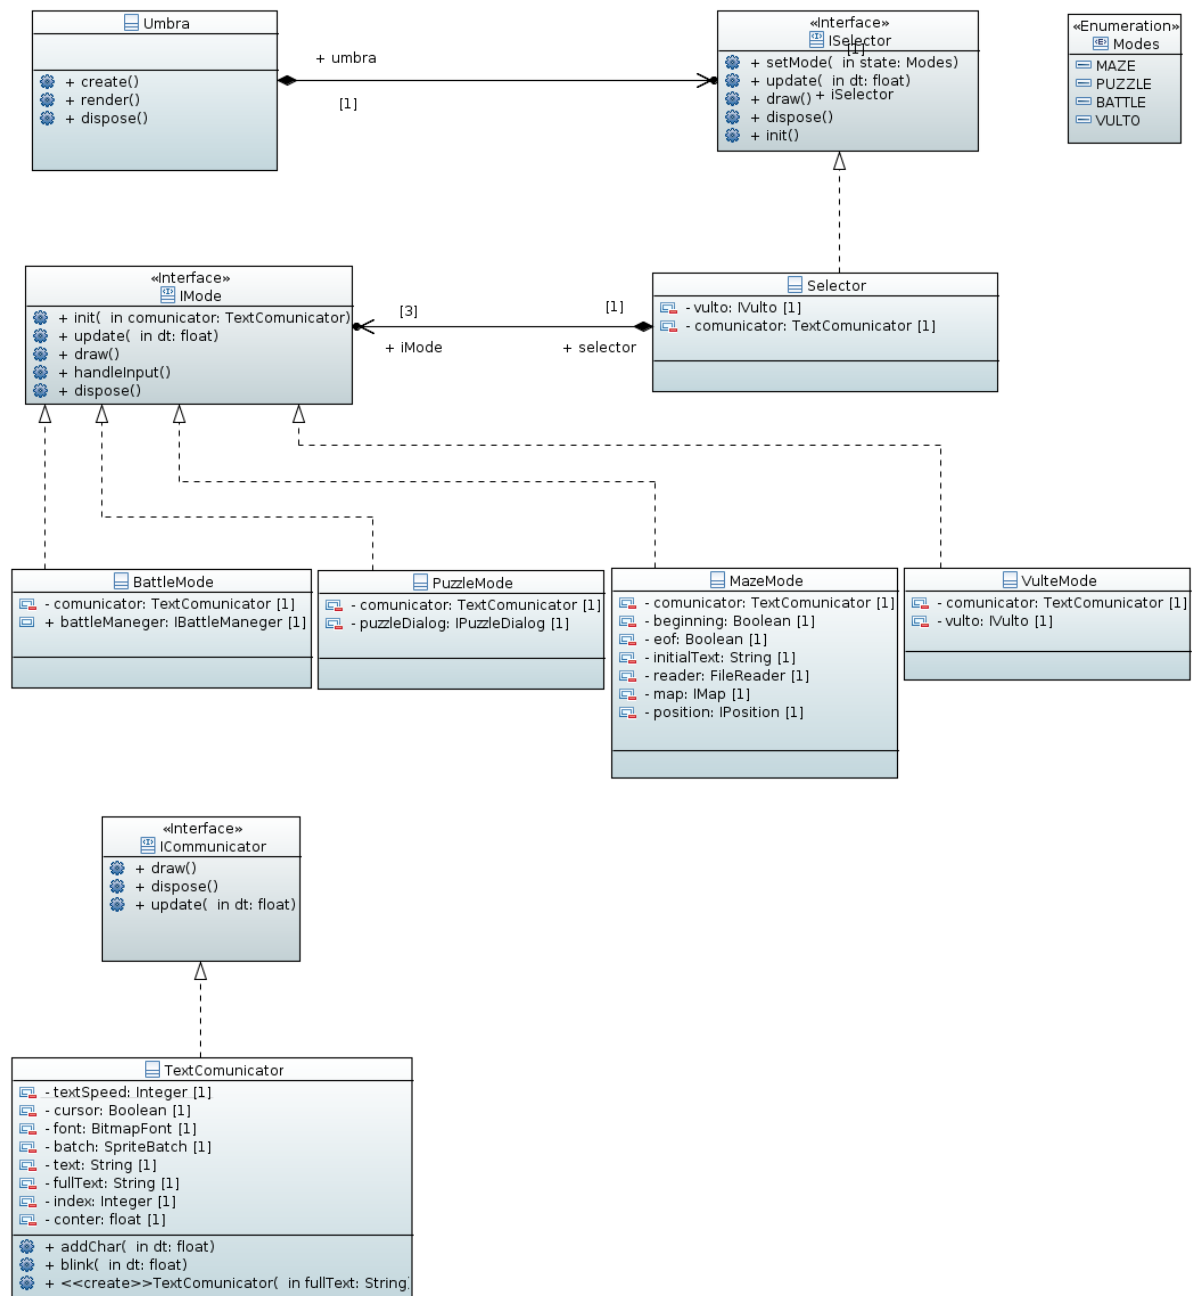 Umbra
+ create()
+ render()
+ dispose()
+ umbra
[1]
«Interface»
ISelector
[1]
+ setMode(  in state: Modes)
+ update(  in dt: float)
+ draw()
+ iSelector
+ dispose()
+ init()
«Enumeration»
Modes
MAZE
PUZZLE
BATTLE
VULTO
«Interface»
IMode
+ init(  in comunicator: TextComunicator)
+ update(  in dt: float)
+ draw()
+ handleInput()
+ dispose()
[3]
+ iMode
[1]
+ selector
Selector
- vulto: IVulto [1]
- comunicator: TextComunicator [1]
BattleMode
- comunicator: TextComunicator [1]
+ battleManeger: IBattleManeger [1]
PuzzleMode
- comunicator: TextComunicator [1]
- puzzleDialog: IPuzzleDialog [1]
MazeMode
- comunicator: TextComunicator [1]
- beginning: Boolean [1]
- eof: Boolean [1]
- initialText: String [1]
- reader: FileReader [1]
- map: IMap [1]
- position: IPosition [1]
VulteMode
- comunicator: TextComunicator [1]
- vulto: IVulto [1]
«Interface»
ICommunicator
+ draw()
+ dispose()
+ update(  in dt: float)
TextComunicator
- textSpeed: Integer [1]
- cursor: Boolean [1]
- font: BitmapFont [1]
- batch: SpriteBatch [1]
- text: String [1]
- fullText: String [1]
- index: Integer [1]
- conter: float [1]
+ addChar(  in dt: float)
+ blink(  in dt: float)
+ <<create>>TextComunicator(  in fullText: String)